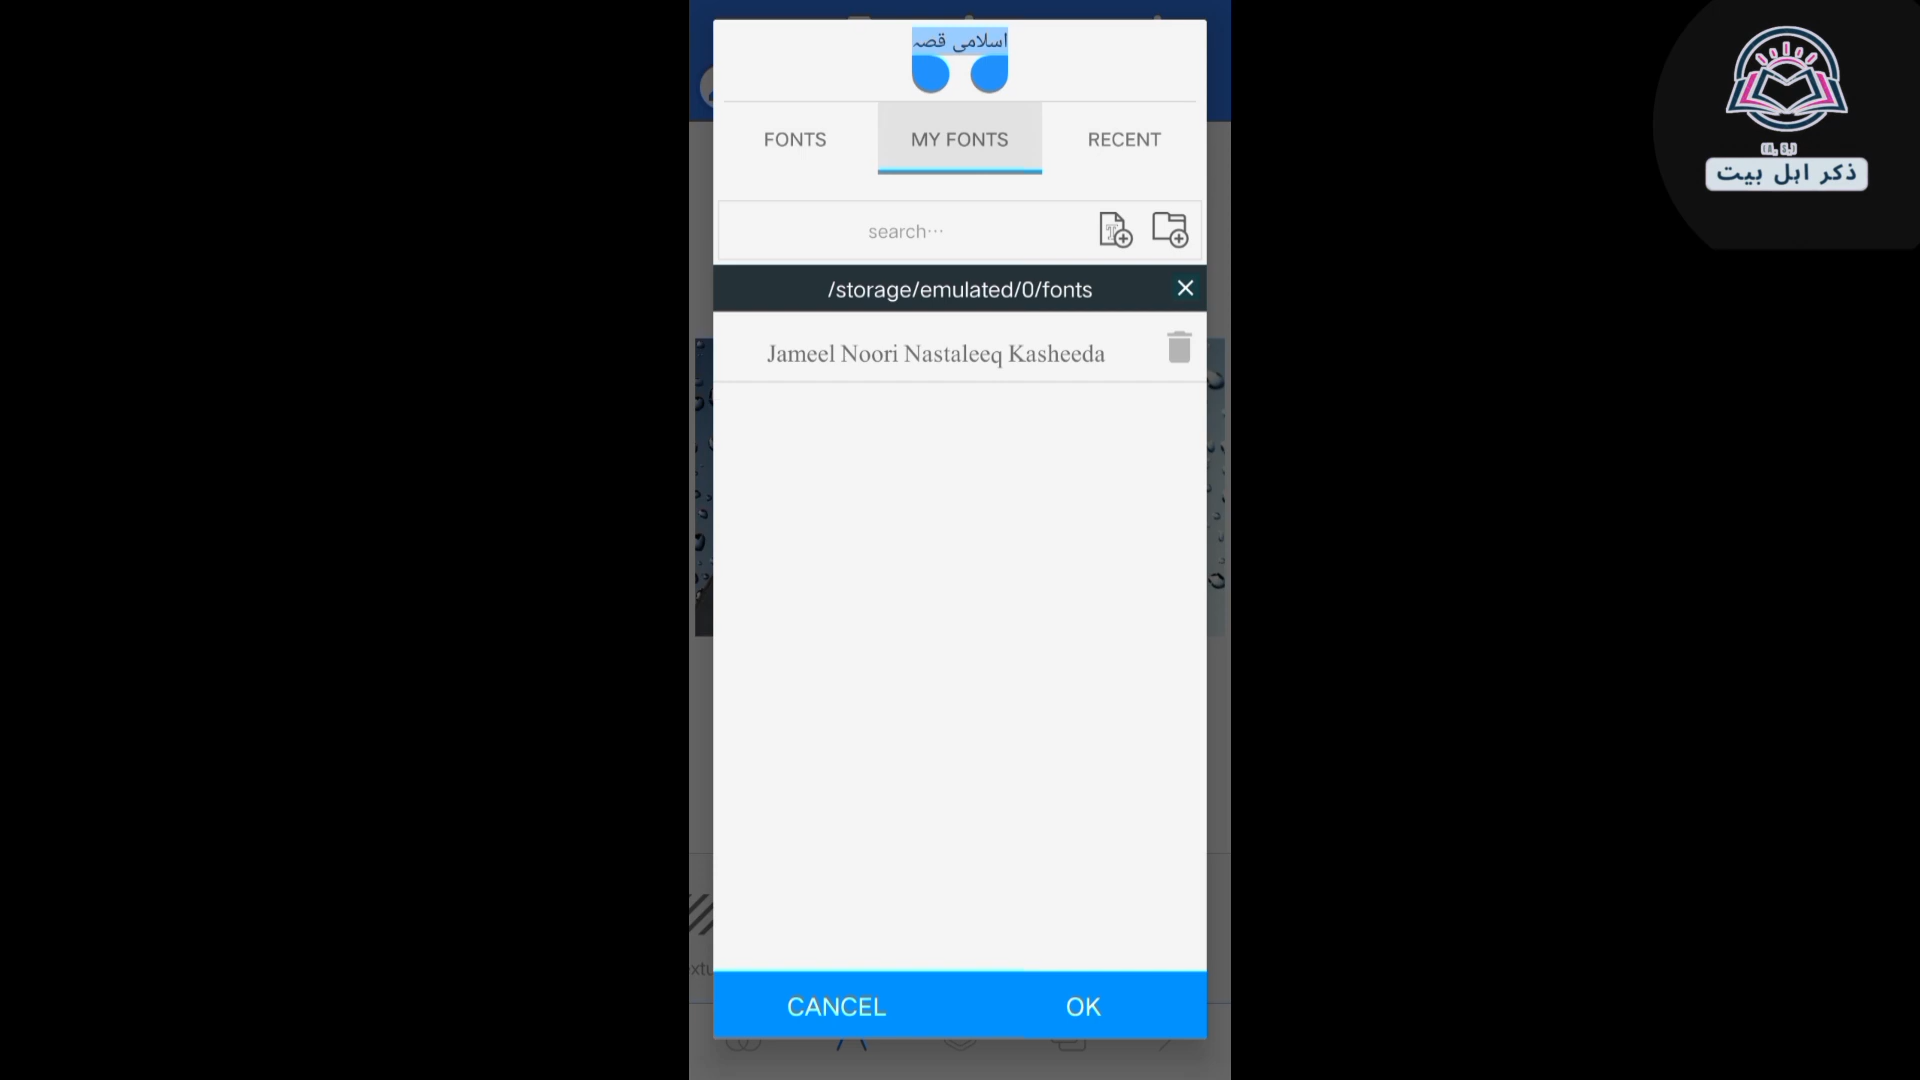 اسلامی قصہ
FONTS
MY FONTS
RECENT
search...
/storage/emulated/0/fonts
Jameel Noori Nastaleeq Kasheeda
CANCEL
OK
(A, S,)
ذکر اہل بیت